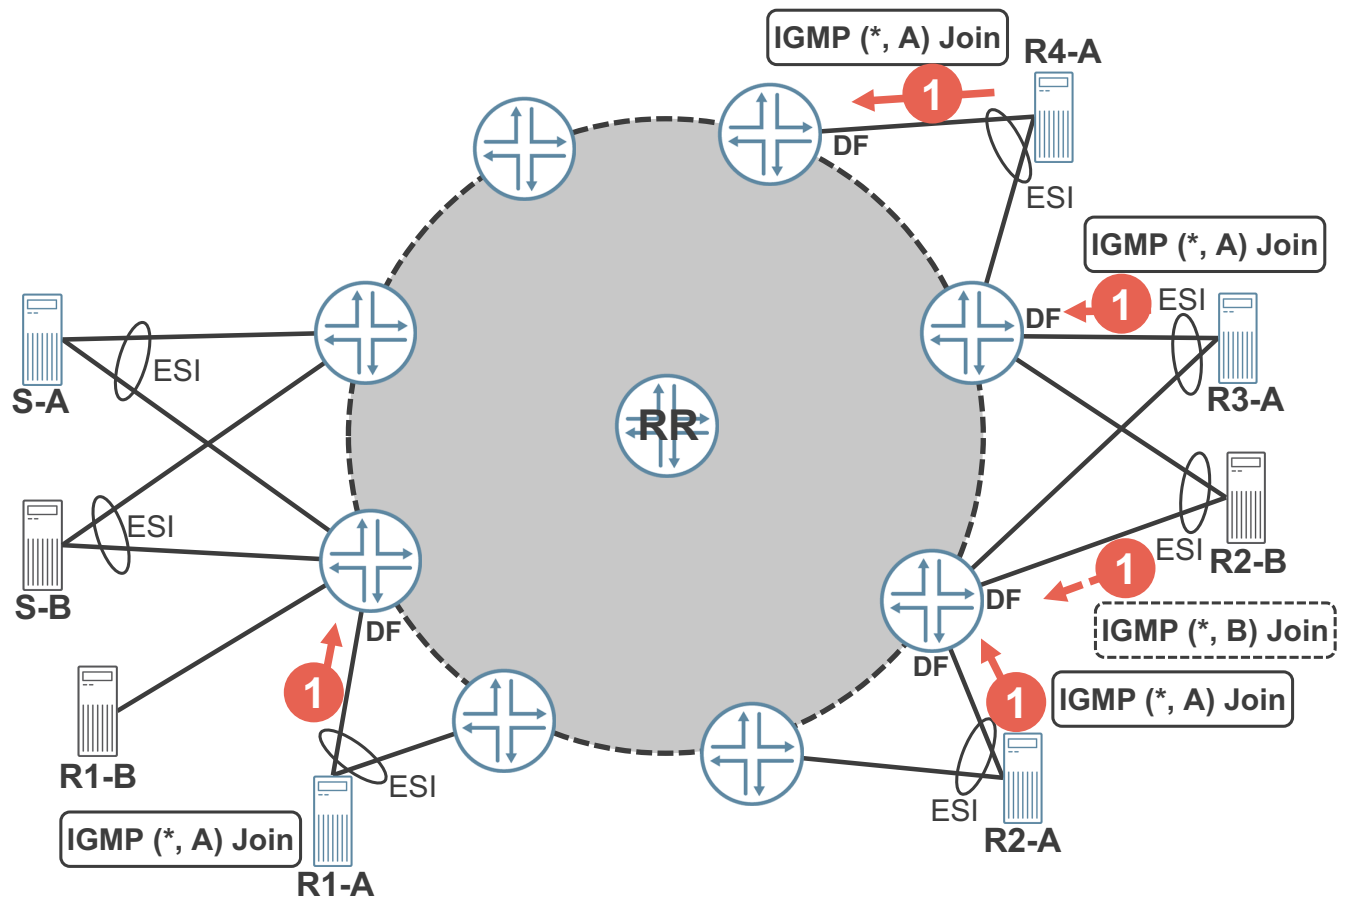 IGMP (*, A) Join
R4-A
1
DF
ESI
IGMP (*, A) Join
1
ESI
DF
R3-A
ESI
S-A
RR
ESI
S-B
1
ESI
R2-B
DF
IGMP (*, B) Join
DF
DF
1
IGMP (*, A) Join
1
R1-B
ESI
ESI
R2-A
IGMP (*, A) Join
R1-A